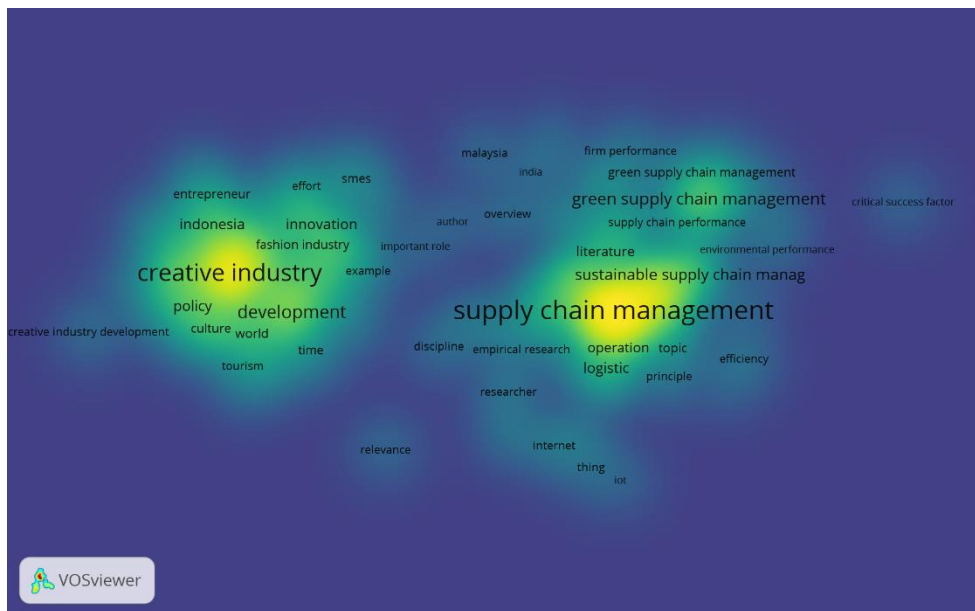 malaysia
firm performance
india
green supply chain management
smes
effort
entrepreneur
green supply chain management
critical success factor
author
overview
indonesia
innovation
supply chain performance
fashion industry
important role
literature
environmental performance
creative industry
example
sustainable supply chain manag
policy
development
supply chain management
creative industry development
culture
world
discipline
empirical research
operation
topic
time
efficiency
tourism
logistic
principle
researcher
relevance
internet
thing
iot
VOSviewer